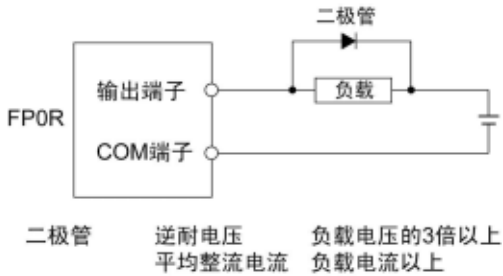 二极管
输出端子
负载
FP0R
COM端子
二极管 逆耐电压 负载电压的3倍以上
平均整流电流 负载电流以上